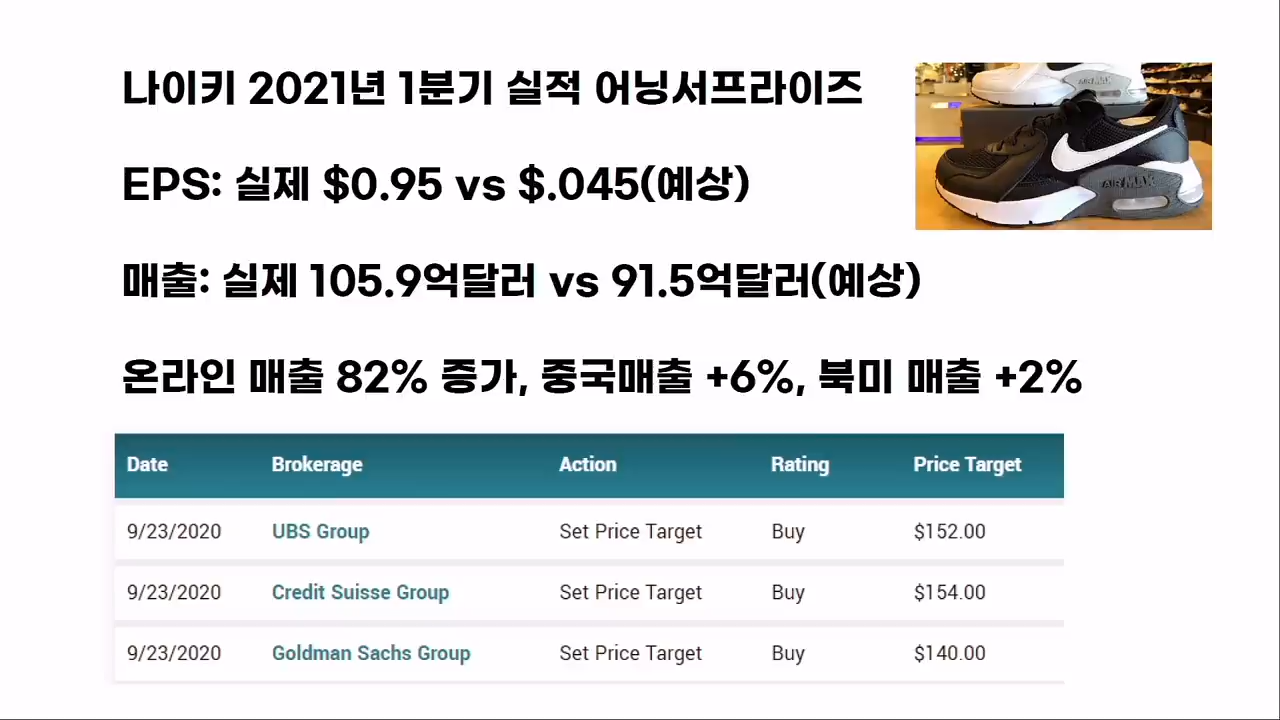 나이키 2021년 1분기 실적 어닝서프라이즈
EPS: 실제 $0.95 vs $.045(예상)
매출: 실제 105.9억달러 vs 91.5억달러(예상)
온라인 매출 82% 증가, 중국매출 +6%, 북미 매출 +2%
AIR MAX
AIR MAX
Date Brokerage Action Rating Price Target
9/23/2020 UBS Group Set Price Target Buy $152.00
9/23/2020 Credit Suisse Group Set Price Target Buy $154.00
9/23/2020 Goldman Sachs Group Set Price Target Buy $140.00